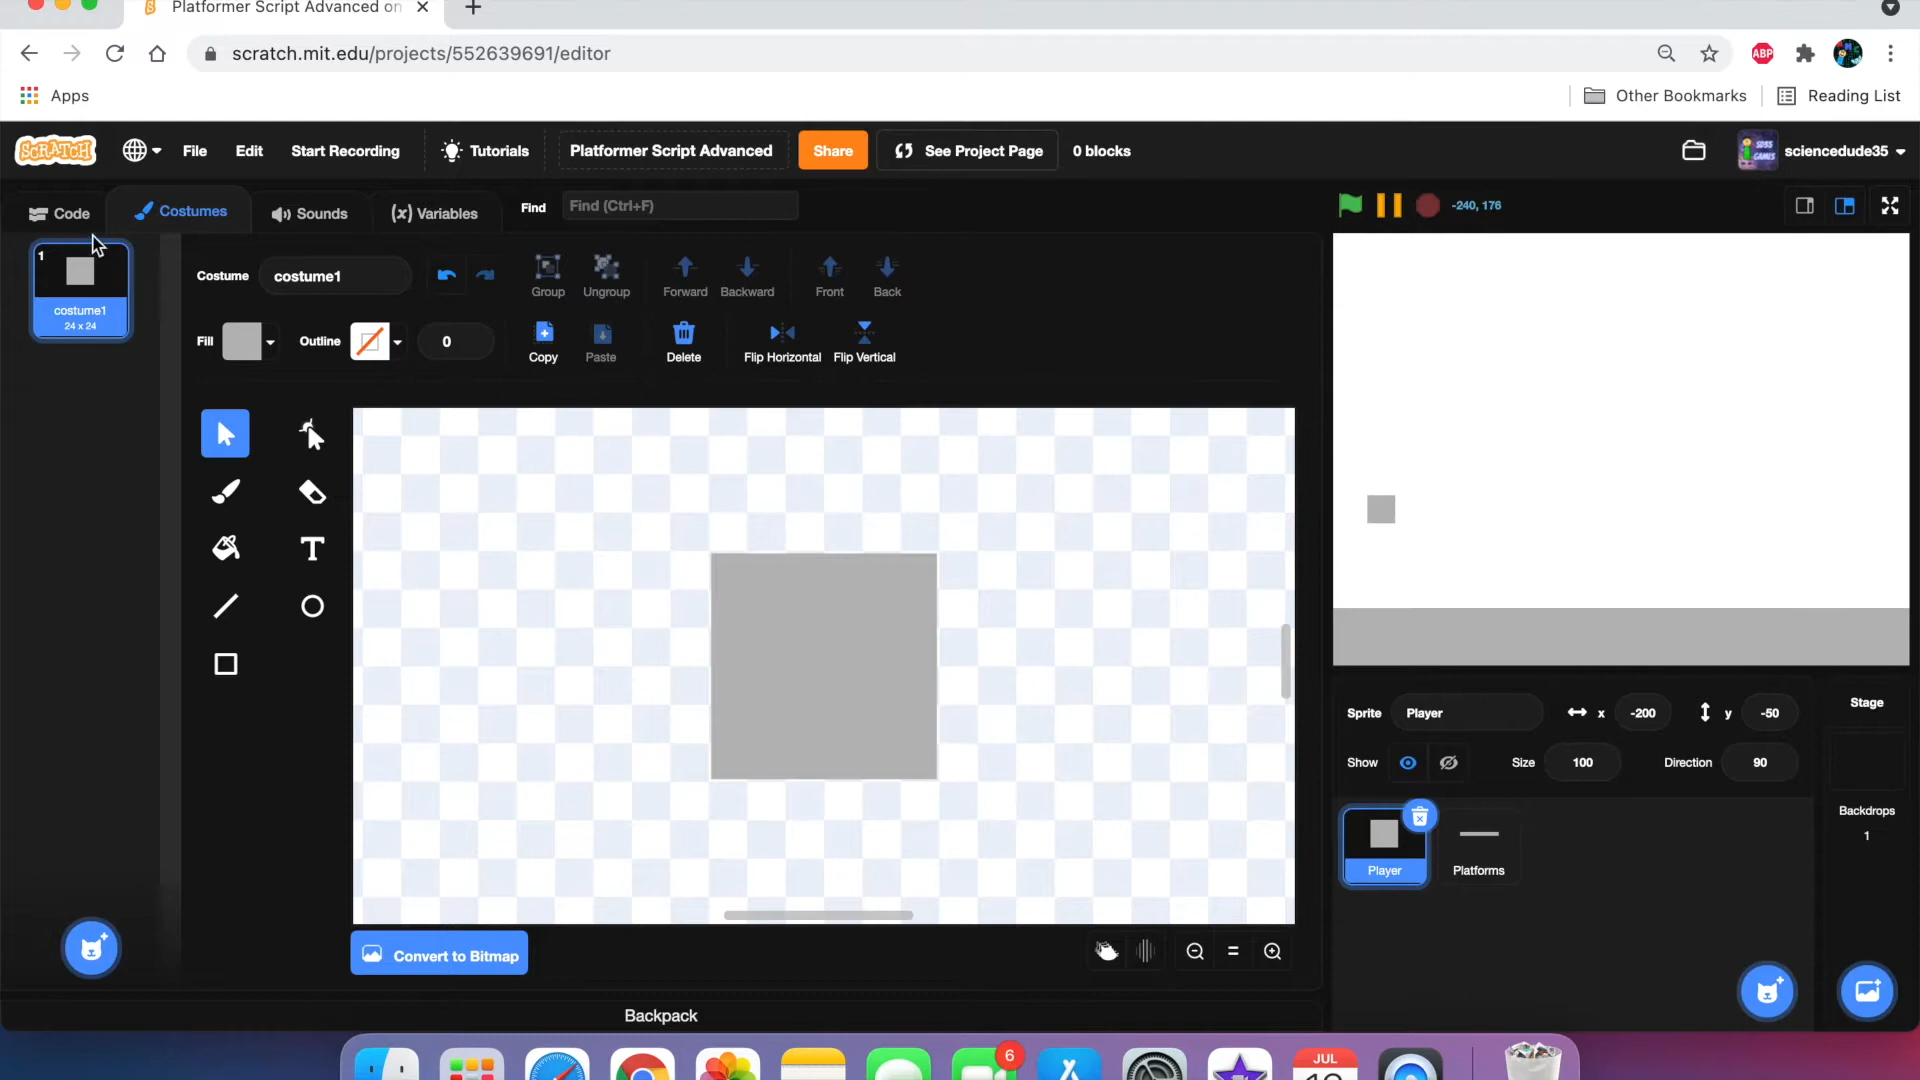 Platformer Script Advanced on
scratch.mit.edu/projects/552639691/editor
ABP
Apps
Other Bookmarks
Reading List
SCRATCH
File
Edit
Start Recording
Tutorials
Platformer Script Advanced
Share
See Project Page
0 blocks
SD35 GAMES
sciencedude35
Code
Costumes
Sounds
(x) Variables
Find
Find (Ctrl+F)
-240, 176
1
costume1
24 x 24
Costume
costume1
Group
Ungroup
Forward
Backward
Front
Back
Fill
Outline
0
Copy
Paste
Delete
Flip Horizontal
Flip Vertical
T
Convert to Bitmap
Backpack
Sprite
Player
x
-200
y
-50
Show
Size
100
Direction
90
Stage
Player
Platforms
Backdrops
1
6
JUL